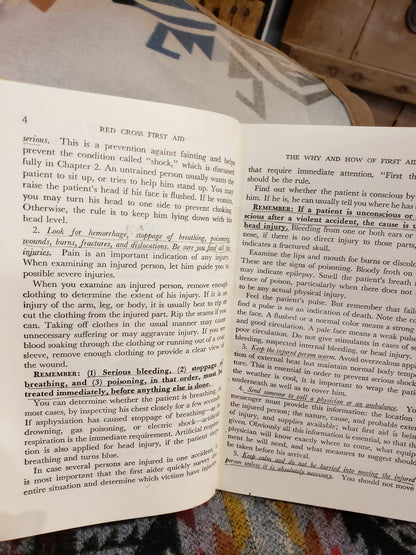 4
RED CROSS FIRST AID
serious. This is a prevention against fainting and helps
prevent the condition called "shock," which is discussed
fully in Chapter 2. An untrained person usually wants the
patient to sit up, or tries to help him stand up. You may
raise the patient's head if his face is flushed. If he vomits,
you may turn his head to one side to prevent choking
Otherwise, the rule is to keep him lying down with his
head level.
2. Look for hemorrhage, stoppage of breathing, poisoning
wounds, burns, fractures, and dislocations. Be sure you find all the
injuries. Pain is an important indication of any injury.
When examining an injured person, let him guide you to
possible severe injuries.
When you examine an injured person, remove enough
clothing to determine the extent of his injury. If it is an
injury of the arm, leg, or body, it is usually best to rip or
cut the clothing from the injured part. Rip the seams if you
can. Taking off clothes in the usual manner may cause
unnecessary suffering or may aggravate injury. If you see
blood soaking through the clothing or running out of a coat
sleeve, remove enough clothing to provide a clear view of
the wound.
REMEMBER: (1) Serious bleeding, (2) stoppage of
breathing, and (3) poisoning, in that order, must be
treated immediately, before anything else is done.
You can determine whether the patient is breathing, in
most cases, by inspecting his chest closely for a few seconds.
If asphyxiation has caused stoppage of breathing—as in
drowning, gas poisoning, or electric shock—artificial
respiration is the immediate requirement. Artificial respira-
tion is also applied for head injury, if the patient stops
breathing and turns blue.
In case several persons are injured in one accident, it
is most important that the first aider quickly survey the
entire situation and determine which victims have injuries
THE WHY AND HOW OF FIRST AID
that require immediate attention. "First th
should be the rule.
Find out whether the patient is conscious by
him. If he is, he can usually tell you where he has
REMEMBER: If a patient is unconscious or
scious after a violent accident, the cause is u
head injury. Bleeding from one or both ears or
nose, if there is no direct injury to those parts,
indicates a fractured skull.
Examine the lips and mouth for burns or discolor
These are signs of poisoning. Bloody froth on the
may indicate epilepsy. Smell the patient's breath f
dence of poison, particularly when there does not
to be any actual physical injury.
Feel the patient's pulse. But remember that failu
find a pulse is not an indication of death. Note the c
the face. A flushed or a normal color means a strong
circulation. A pale face means a weak pulse
poor circulation. Do not give stimulants in cases of s
bleeding, suspected internal bleeding, or head injury.
3. Keep the injured person warm. Avoid overheating
tion of external heat but maintain normal body tem
This is essential in order to prevent serious shock
weather it is important to put something
underneath as well as to cover him.
4. Send someone to call a physician or an ambulance. Yo
messenger must provide this information: the location
the injured person; the nature, cause, and probable exten
of injury, and supplies available; what first aid is being
given. Obviously all this information is essential, so that th
physician will know exactly where to come, what equip
ment he will need, and what measures to suggest should
be taken before his arrival.
5. Keep calm and do not be hurried into moving the injured
person unless it is absolutely necessary. You should not move